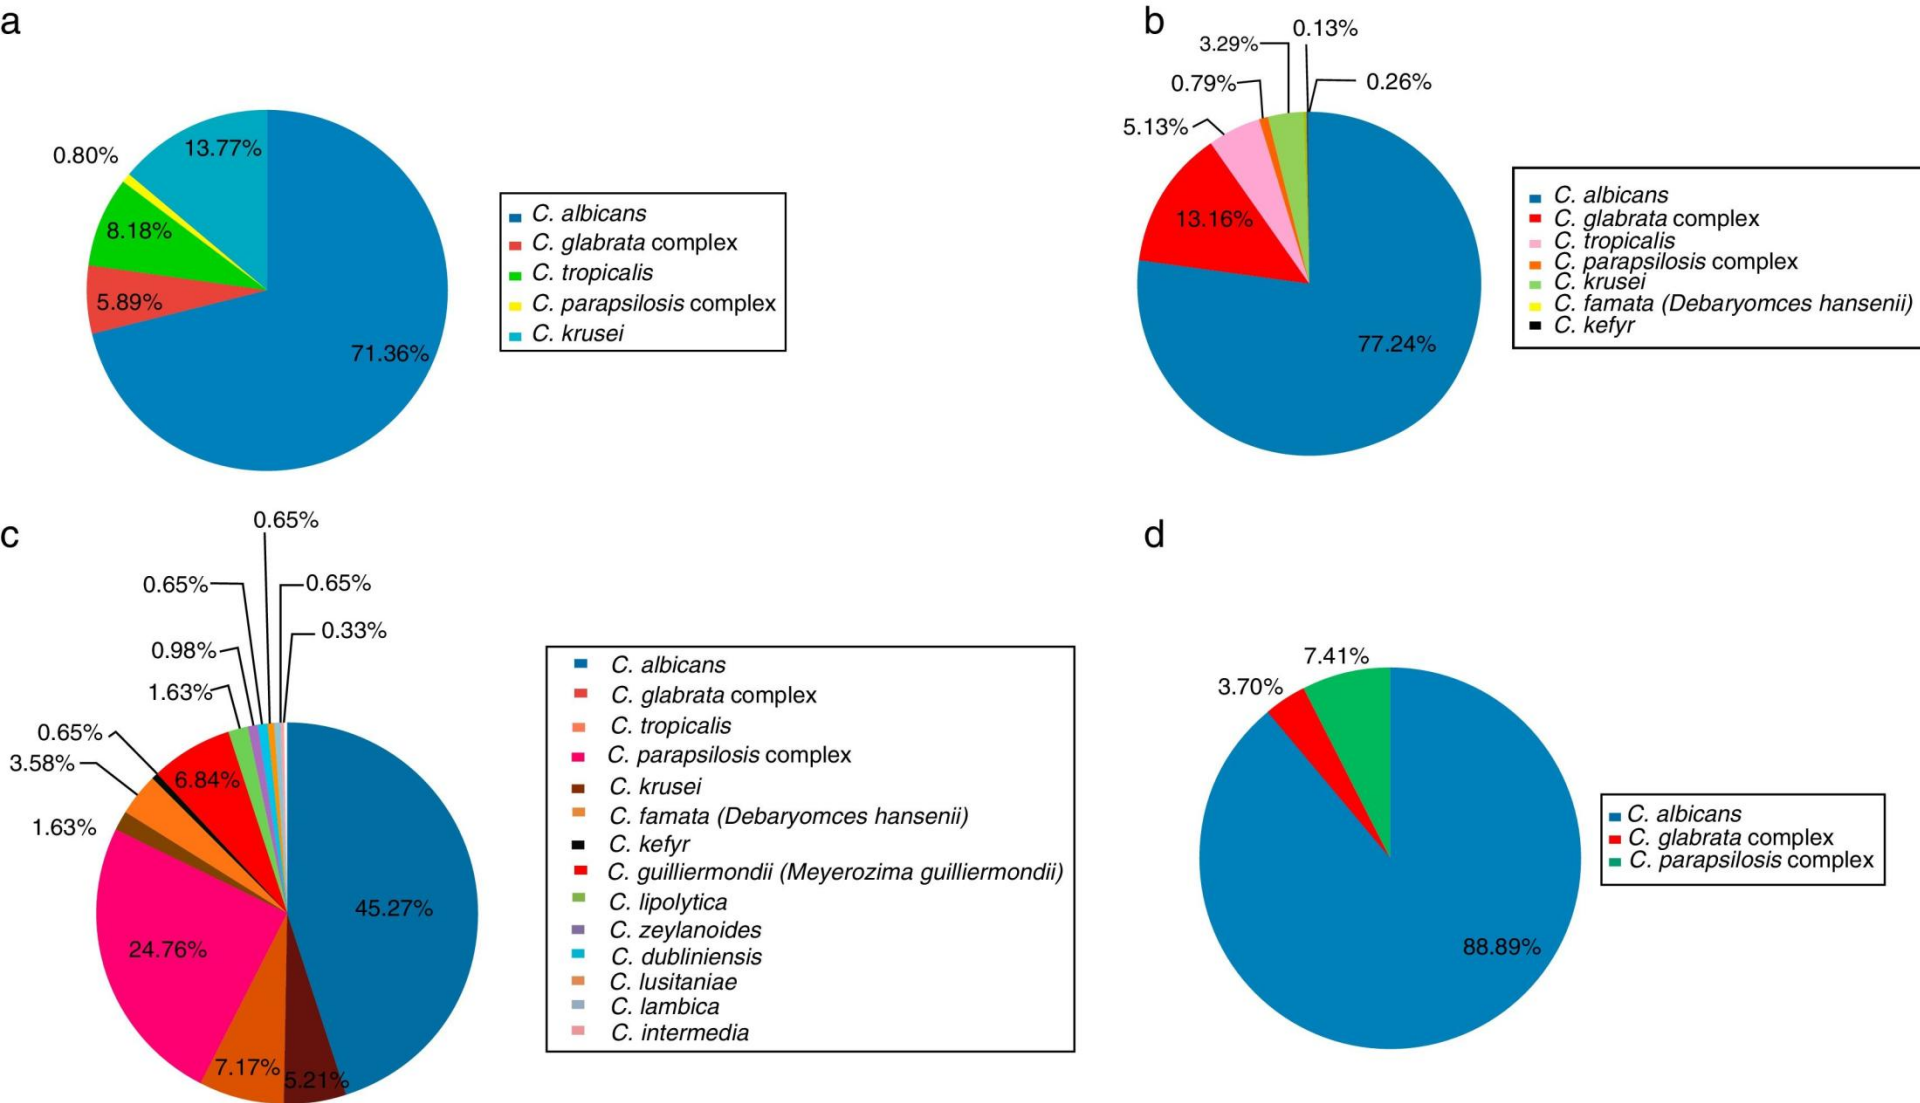 a
0.80%
13.77%
8.18%
5.89%
71.36%
C. albicans
C. glabrata complex
C. tropicalis
C. parapsilosis complex
C. krusei
b
0.13%
3.29%
0.79%
0.26%
5.13%
13.16%
77.24%
C. albicans
C. glabrata complex
C. tropicalis
C. parapsilosis complex
C. krusei
C. famata (Debaryomces hansenii)
C. kefyr
c
0.65%
0.65%
0.65%
0.33%
0.98%
1.63%
0.65%
3.58%
6.84%
1.63%
45.27%
24.76%
7.17%
5.21%
C. albicans
C. glabrata complex
C. tropicalis
C. parapsilosis complex
C. krusei
C. famata (Debaryomces hansenii)
C. kefyr
C. guilliermondii (Meyerozima guilliermondii)
C. lipolytica
C. zeylanoides
C. dubliniensis
C. lusitaniae
C. lambica
C. intermedia
d
7.41%
3.70%
88.89%
C. albicans
C. glabrata complex
C. parapsilosis complex